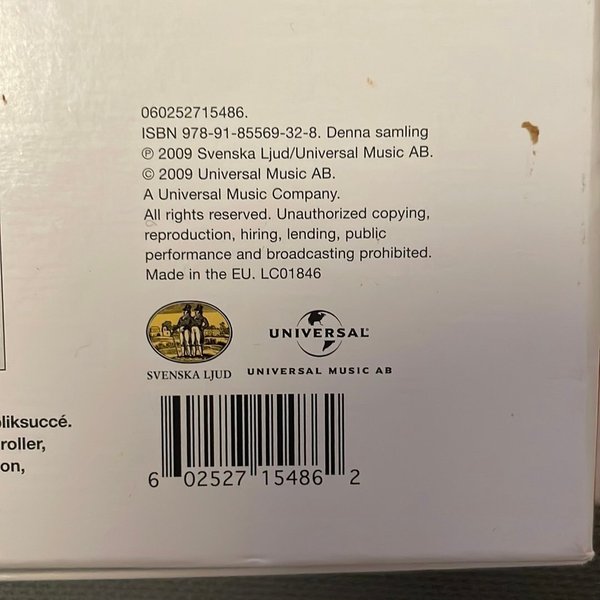 060252715486.
ISBN 978-91-85569-32-8. Denna samling
℗ 2009 Svenska Ljud/Universal Music AB.
© 2009 Universal Music AB.
A Universal Music Company.
All rights reserved. Unauthorized copying,
reproduction, hiring, lending, public
performance and broadcasting prohibited.
Made in the EU. LC01846
SVENSKA LJUD
UNIVERSAL
UNIVERSAL MUSIC AB
bliksuccé.
roller,
on,
6 02527 15486 2